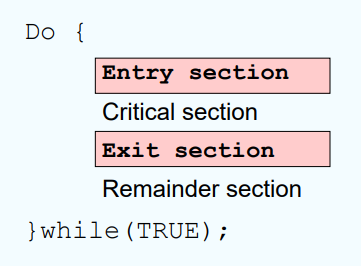 Do {
Entry section
Critical section
Exit section
Remainder section
}while(TRUE);